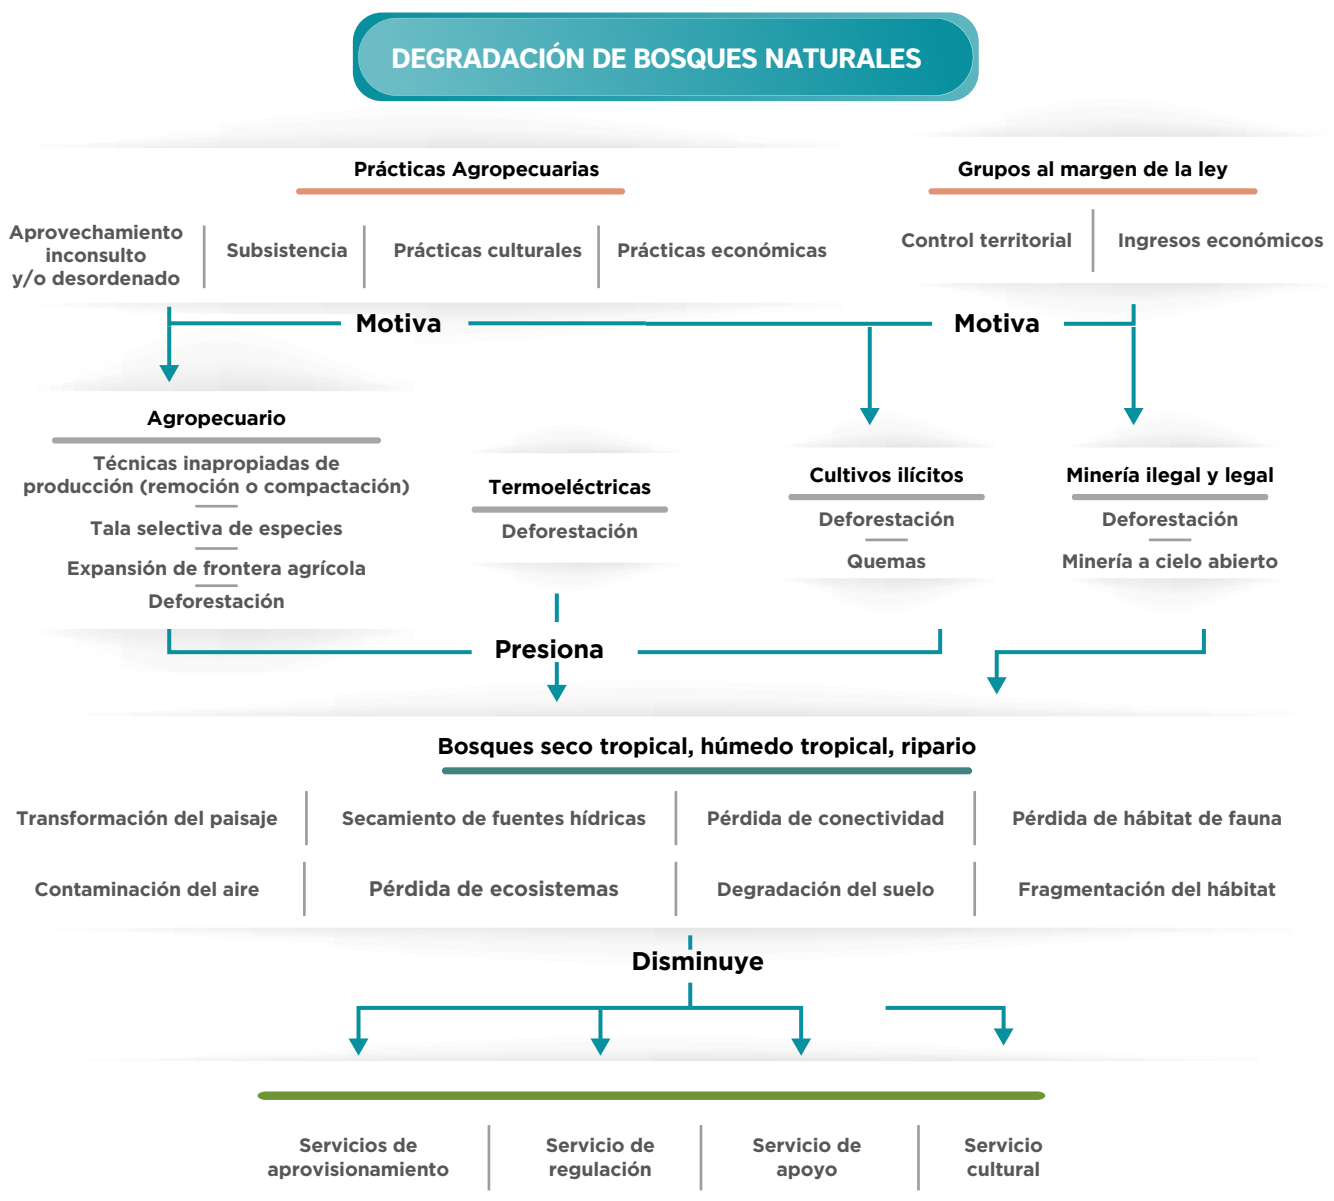 DEGRADACIÓN DE BOSQUES NATURALES
Prácticas Agropecuarias
Aprovechamiento
inconsulto
y/o desordenado
Subsistencia
Prácticas culturales
Prácticas económicas
Grupos al margen de la ley
Control territorial
Ingresos económicos
Motiva
Motiva
Agropecuario
Técnicas inapropiadas de
producción (remoción o compactación)
Tala selectiva de especies
Expansión de frontera agrícola
Deforestación
Termoeléctricas
Deforestación
Cultivos ilícitos
Deforestación
Quemas
Minería ilegal y legal
Deforestación
Minería a cielo abierto
Presiona
Bosques seco tropical, húmedo tropical, ripario
Transformación del paisaje
Secamiento de fuentes hídricas
Pérdida de conectividad
Pérdida de hábitat de fauna
Contaminación del aire
Pérdida de ecosistemas
Degradación del suelo
Fragmentación del hábitat
Disminuye
Servicios de
aprovisionamiento
Servicio de
regulación
Servicio de
apoyo
Servicio
cultural